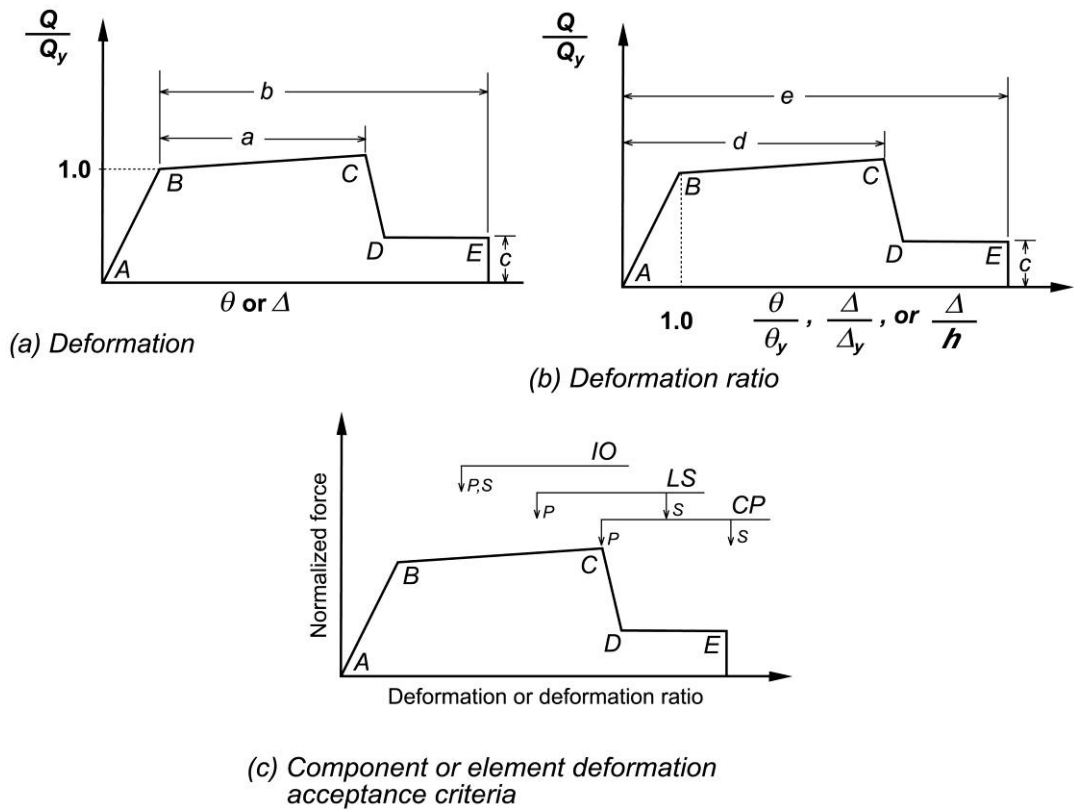 Q
Q_y
b
a
1.0
B
C
D
E
c
A
θ or Δ
(a) Deformation
Q
Q_y
e
d
B
C
D
E
c
A
1.0 θ/θ_y , Δ/Δ_y , or Δ/h
(b) Deformation ratio
IO
P,S
LS
P
S
CP
P
S
Normalized force
B
C
D
E
A
Deformation or deformation ratio
(c) Component or element deformation
acceptance criteria